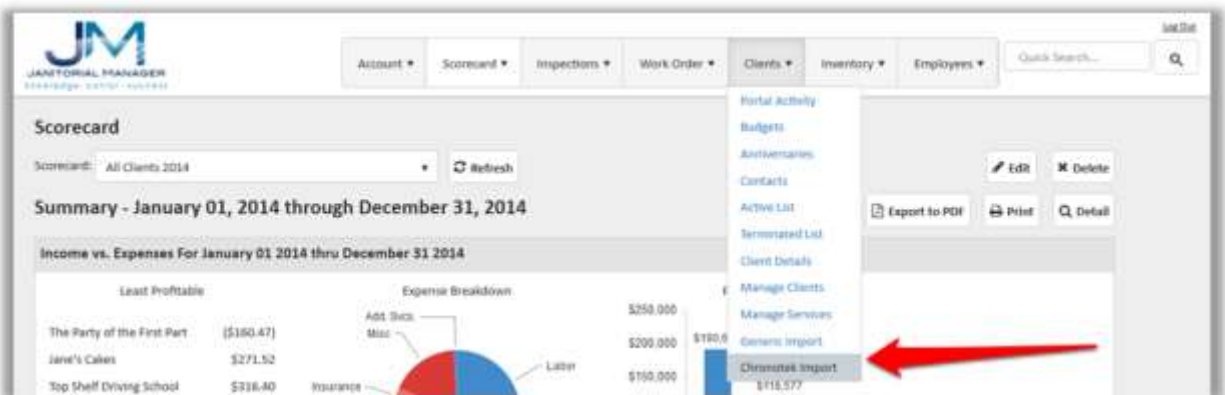 Log Out
JM
JANITORIAL MANAGER
knowledge · control · success
Account Scorecard Inspections Work Order Clients Inventory Employees Quick Search...
Portal Activity
Budgets
Anniversaries
Contacts
Active List
Terminated List
Client Details
Manage Clients
Manage Services
Generic Import
Chronotek Import
Scorecard
Scorecard: All Clients 2014 Refresh Edit Delete
Summary - January 01, 2014 through December 31, 2014 Export to PDF Print Detail
Income vs. Expenses For January 01 2014 thru December 31 2014
Least Profitable Expense Breakdown
The Party of the First Part ($160.47)
Jane's Cakes $271.52
Top Shelf Driving School $316.40
Add. Svcs.
Misc
Insurance
Labor
$250,000
$200,000
$150,000
$118,577